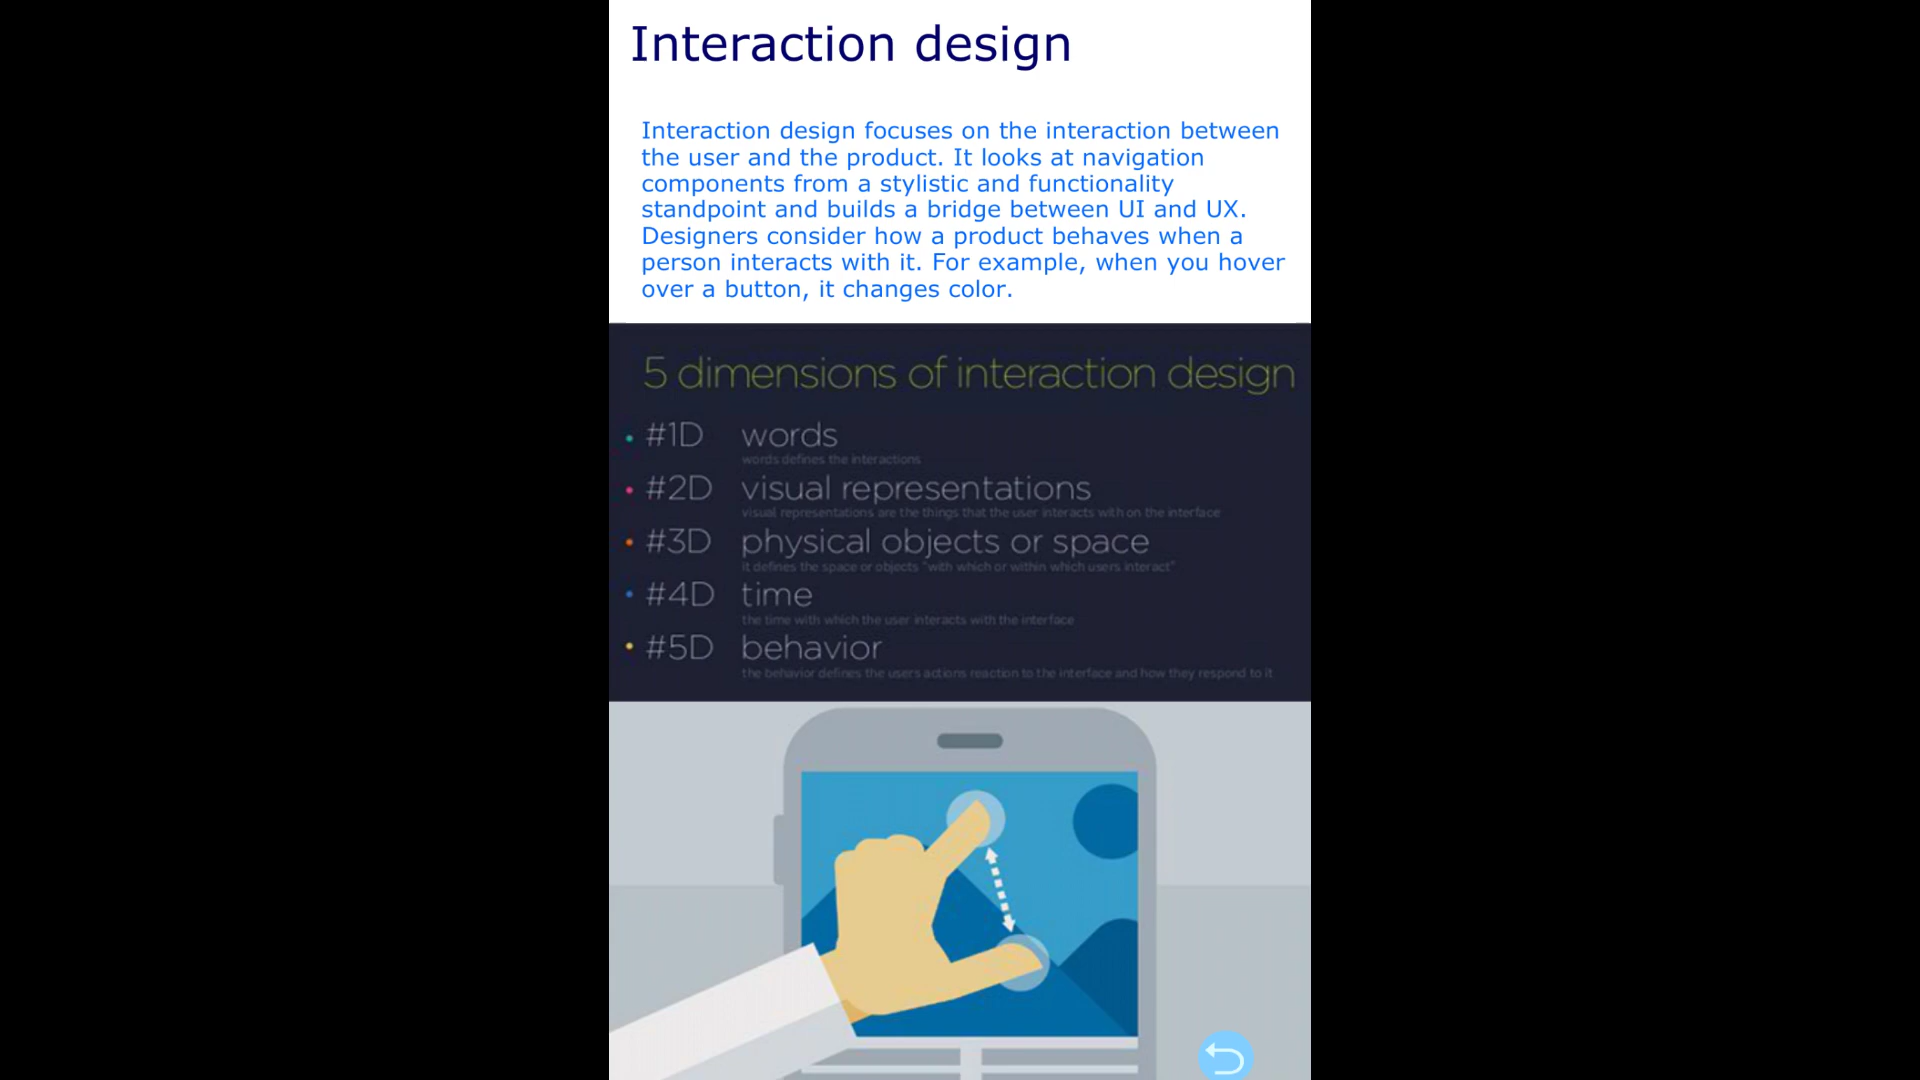 Interaction design
Interaction design focuses on the interaction between
the user and the product. It looks at navigation
components from a stylistic and functionality
standpoint and builds a bridge between UI and UX.
Designers consider how a product behaves when a
person interacts with it. For example, when you hover
over a button, it changes color.
5 dimensions of interaction design
#1D words
words defines the interactions
#2D visual representations
visual representations are the things that the user interacts with on the interface
#3D physical objects or space
it defines the space or objects "with which or within which users interact"
#4D time
the time with which the user interacts with the interface
#5D behavior
the behavior defines the users actions reaction to the interface and how they respond to it